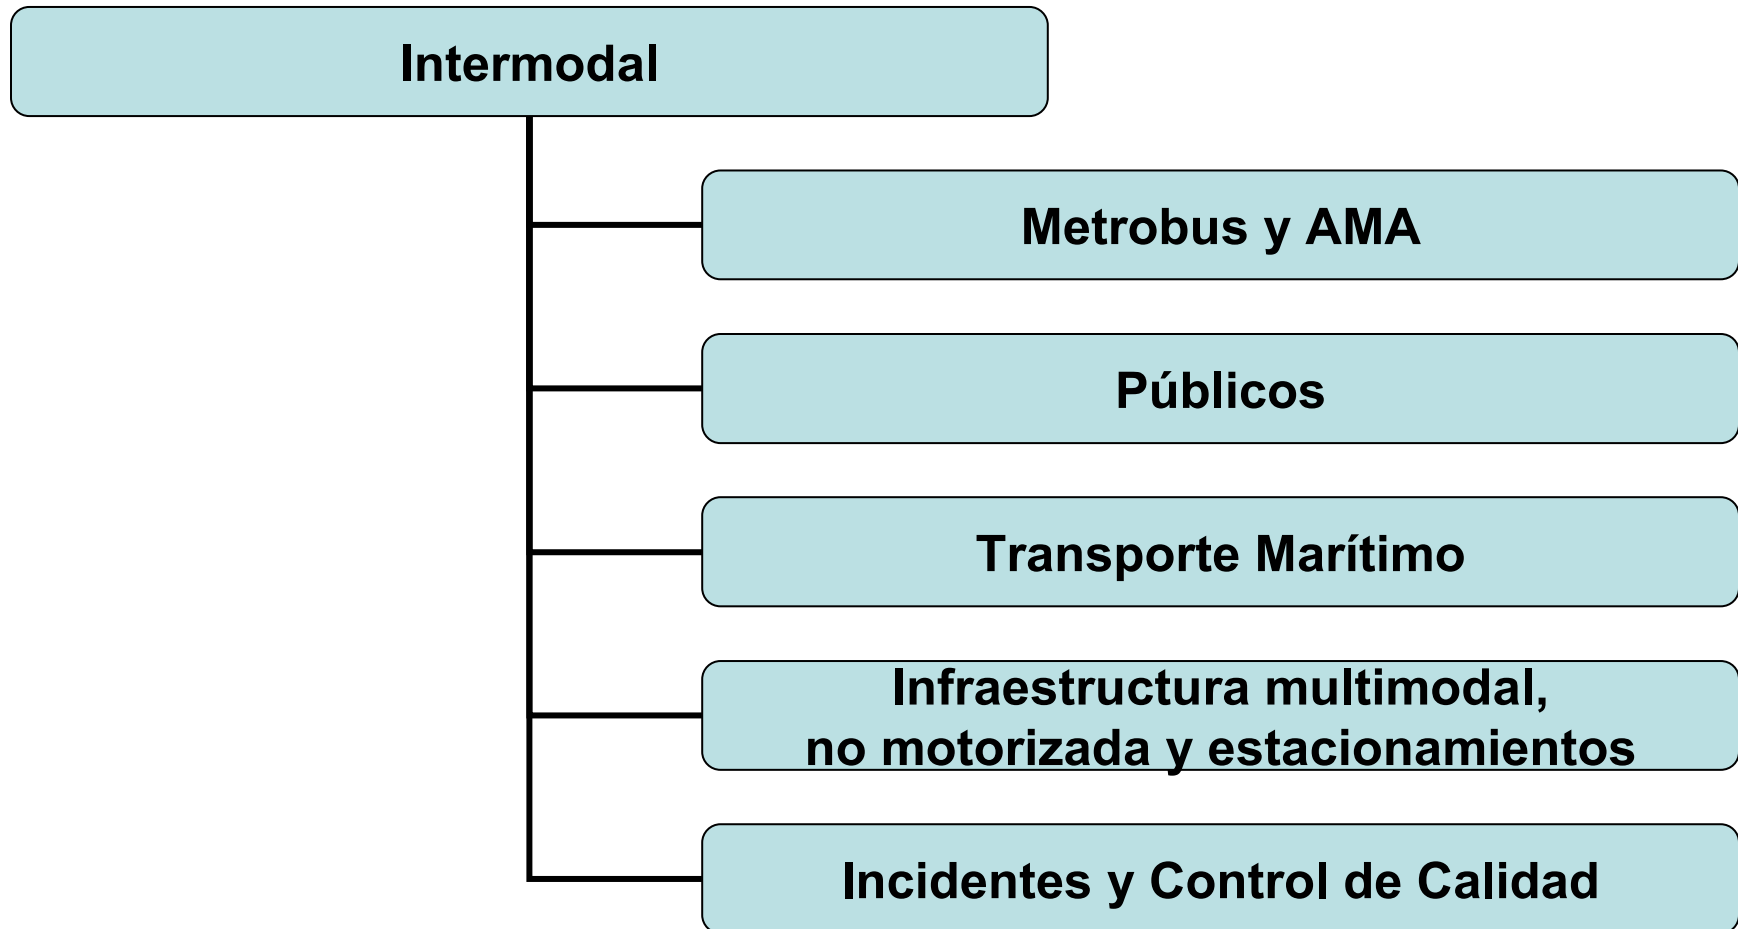 Intermodal
Metrobus y AMA
Públicos
Transporte Marítimo
Infraestructura multimodal,
no motorizada y estacionamientos
Incidentes y Control de Calidad